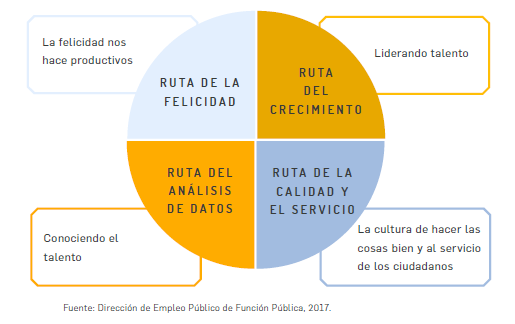 La felicidad nos
hace productivos
RUTA DE LA
FELICIDAD
RUTA
DEL
CRECIMIENTO
Liderando talento
Conociendo el
talento
RUTA DEL
ANÁLISIS
DE DATOS
RUTA DE LA
CALIDAD Y
EL SERVICIO
La cultura de hacer las
cosas bien y al servicio
de los ciudadanos
Fuente: Dirección de Empleo Público de Función Pública, 2017.